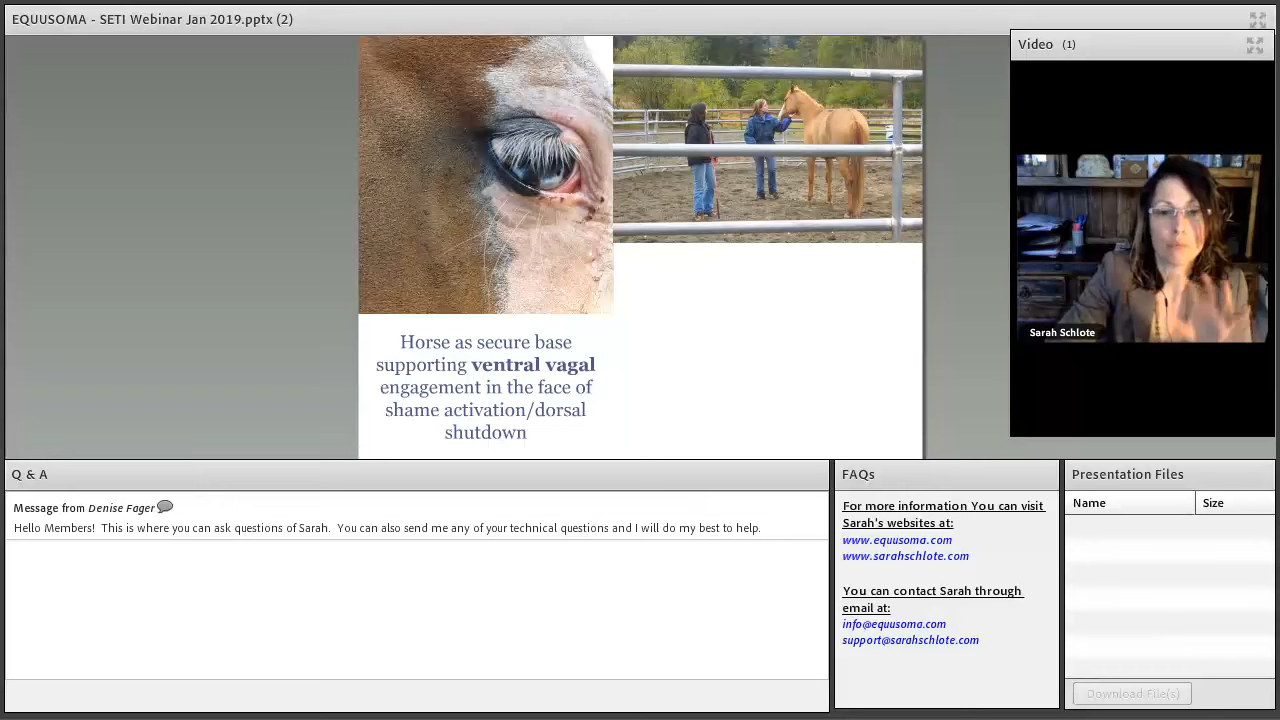 EQUUSOMA - SETI Webinar Jan 2019.pptx (2)
Video (1)
Sarah Schlote
Horse as secure base
supporting ventral vagal
engagement in the face of
shame activation/dorsal
shutdown
Q & A
Message from Denise Fager
Hello Members! This is where you can ask questions of Sarah. You can also send me any of your technical questions and I will do my best to help.
FAQs
For more information You can visit
Sarah's websites at:
www.equusoma.com
www.sarahschlote.com
You can contact Sarah through
email at:
info@equusoma.com
support@sarahschlote.com
Presentation Files
Name Size
Download File(s)